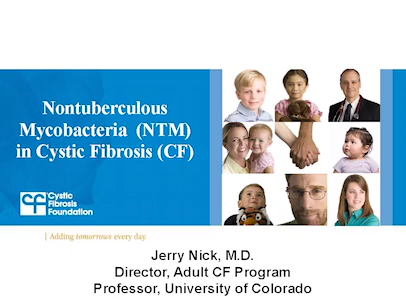 Nontuberculous
Mycobacteria (NTM)
in Cystic Fibrosis (CF)
CF
Cystic
Fibrosis
Foundation
Adding tomorrows every day.
Jerry Nick, M.D.
Director, Adult CF Program
Professor, University of Colorado